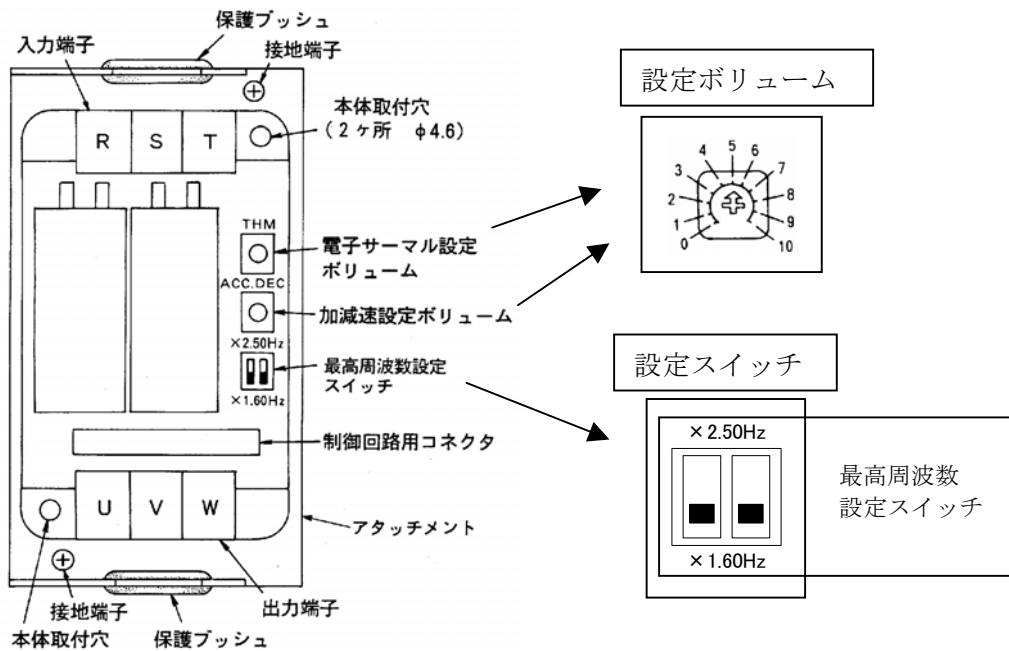 保護ブッシュ
入力端子
接地端子
本体取付穴
(2ヶ所 φ4.6)
R S T
THM
電子サーマル設定
ボリューム
ACC.DEC
加減速設定ボリューム
×2.50Hz
最高周波数設定
スイッチ
×1.60Hz
制御回路用コネクタ
U V W
アタッチメント
接地端子
出力端子
本体取付穴
保護ブッシュ
設定ボリューム
0 1 2 3 4 5 6 7 8 9 10
設定スイッチ
×2.50Hz
×1.60Hz
最高周波数
設定スイッチ